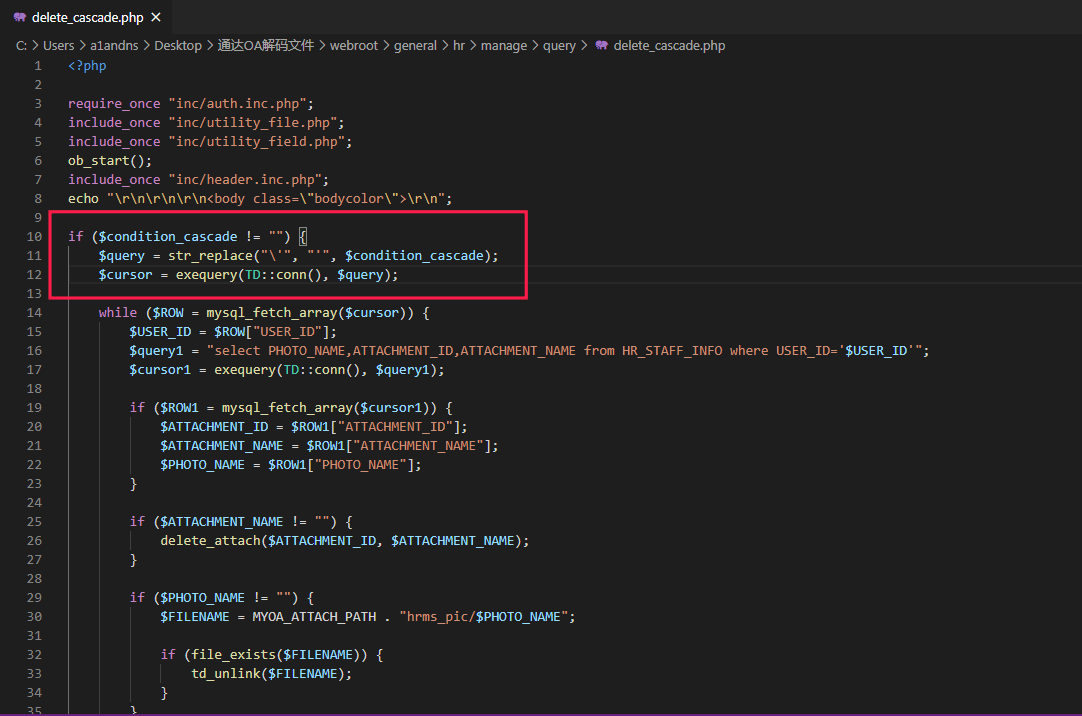 delete_cascade.php ×
C: > Users > a1andns > Desktop > 通达OA解码文件 > webroot > general > hr > manage > query > delete_cascade.php
1 <?php
2
3 require_once "inc/auth.inc.php";
4 include_once "inc/utility_file.php";
5 include_once "inc/utility_field.php";
6 ob_start();
7 include_once "inc/header.inc.php";
8 echo "\r\n\r\n\r\n<body class=\"bodycolor\">\r\n";
9
10 if ($condition_cascade != "") {
11     $query = str_replace("\'", "'", $condition_cascade);
12     $cursor = exequery(TD::conn(), $query);
13
14     while ($ROW = mysql_fetch_array($cursor)) {
15         $USER_ID = $ROW["USER_ID"];
16         $query1 = "select PHOTO_NAME,ATTACHMENT_ID,ATTACHMENT_NAME from HR_STAFF_INFO where USER_ID='$USER_ID'";
17         $cursor1 = exequery(TD::conn(), $query1);
18
19         if ($ROW1 = mysql_fetch_array($cursor1)) {
20             $ATTACHMENT_ID = $ROW1["ATTACHMENT_ID"];
21             $ATTACHMENT_NAME = $ROW1["ATTACHMENT_NAME"];
22             $PHOTO_NAME = $ROW1["PHOTO_NAME"];
23         }
24
25         if ($ATTACHMENT_NAME != "") {
26             delete_attach($ATTACHMENT_ID, $ATTACHMENT_NAME);
27         }
28
29         if ($PHOTO_NAME != "") {
30             $FILENAME = MYOA_ATTACH_PATH . "hrms_pic/$PHOTO_NAME";
31
32             if (file_exists($FILENAME)) {
33                 td_unlink($FILENAME);
34             }
35         }